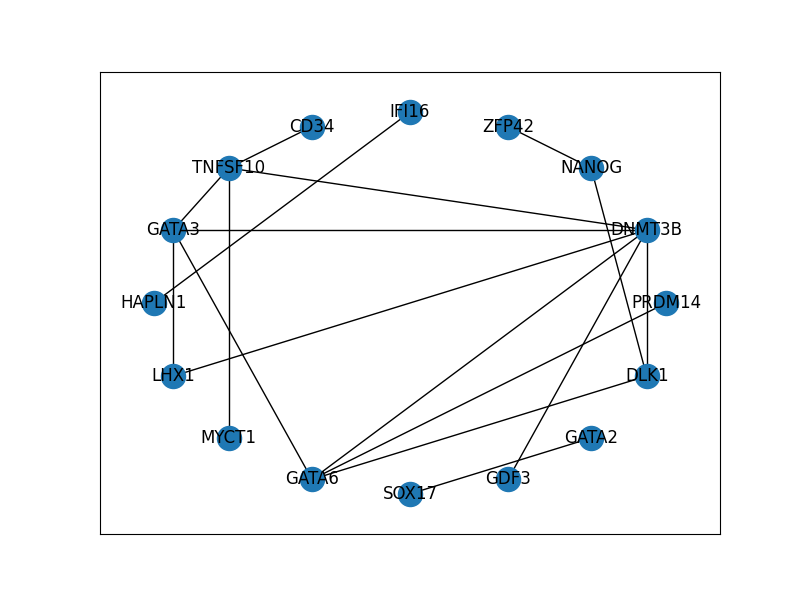 IFI16
CD34
ZFP42
TNFSF10
NANOG
GATA3
DNMT3B
HAPLN1
PRDM14
LHX1
DLK1
MYCT1
GATA2
GATA6
GDF3
SOX17